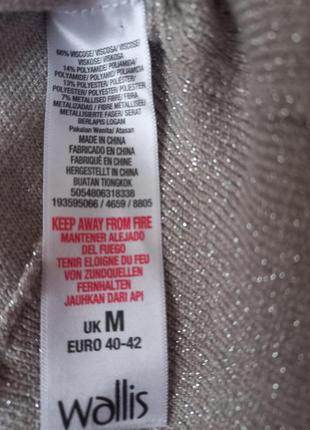 66% VISCOSE/ VISCOSA/ VISCOSE
VISKOSE/ VISKOSA
14% POLYAMIDE/ POLIAMIDA/
POLYAMID/ POLIAMIDA
13% POLYESTER/ POLIÉSTER/
POLYESTER/ POLYESTER POLIESTER
7% METALLISED FIBRE/ FIBRA
METALIZADAS / FIBRE MÉTALISÉ/
METALLISIERTE FASER/ SERAT
BERLAPIS LOGAM
Pakaian Wanita/ Atasan
MADE IN CHINA
FABRICADO EN CHINA
FABRIQUÉ EN CHINE
HERGESTELLT IN CHINA
BUATAN TIONGKOK
5054806318338
193595066 / 4659 / 8805
KEEP AWAY FROM FIRE
MANTENER ALEJADO
DEL FUEGO
TENIR ELOIGNE DU FEU
VON ZUNDQUELLEN
FERNHALTEN
JAUHKAN DARI API
UK M
EURO 40-42
wallis